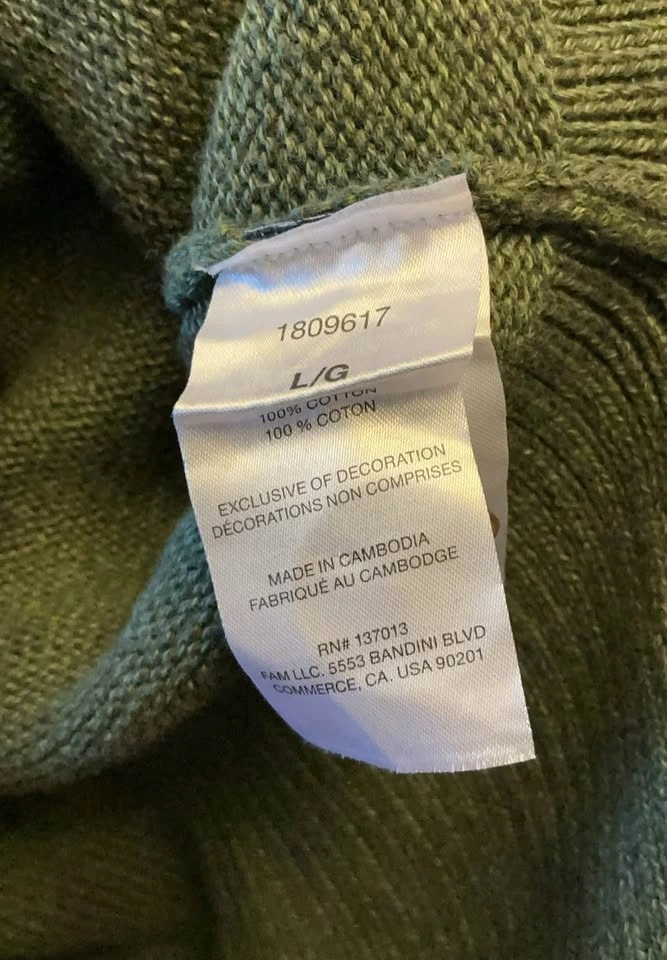 1809617
L/G
100% COTTON
100 % COTON
EXCLUSIVE OF DECORATION
DÉCORATIONS NON COMPRISES
MADE IN CAMBODIA
FABRIQUÉ AU CAMBODGE
RN# 137013
FAM LLC. 5553 BANDINI BLVD
COMMERCE, CA. USA 90201